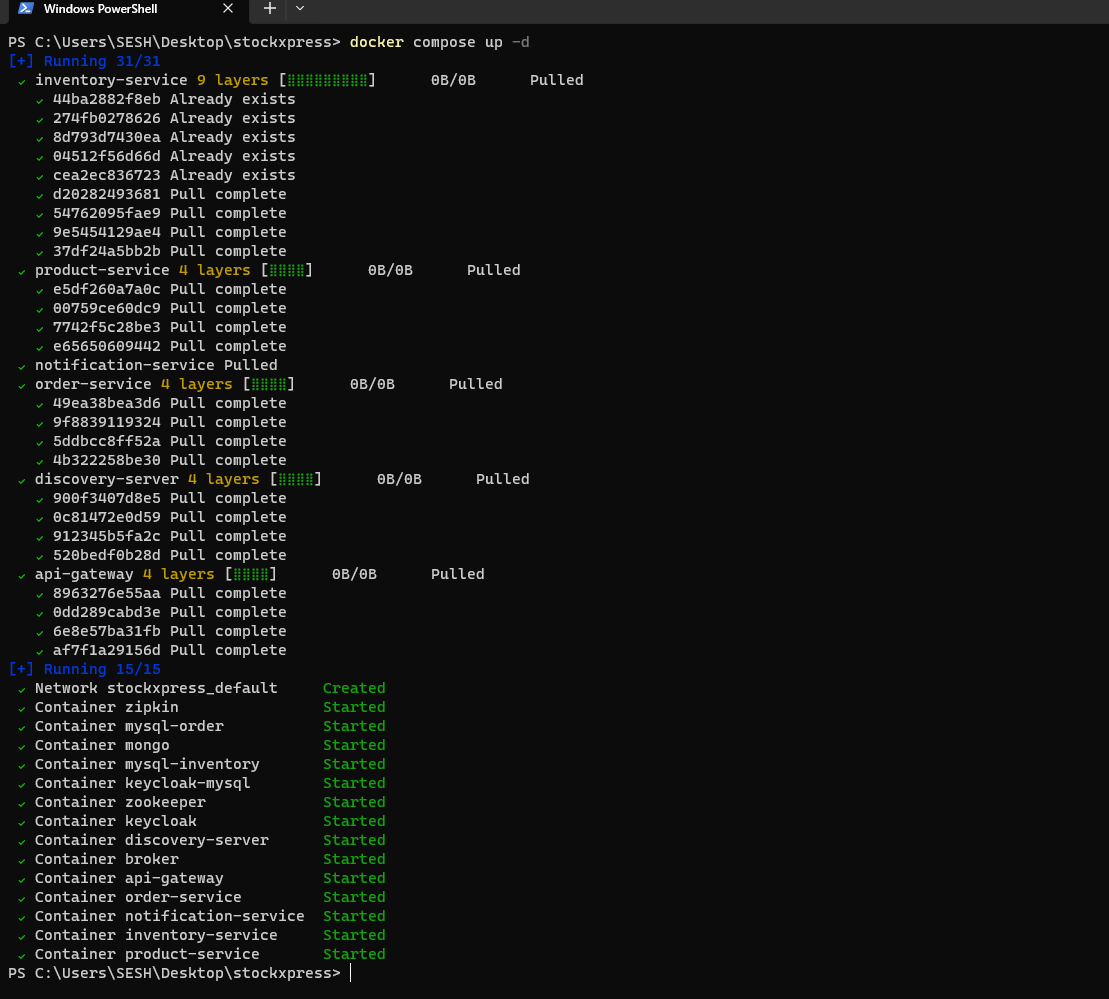 Windows PowerShell
PS C:\Users\SESH\Desktop\stockxpress> docker compose up -d
[+] Running 31/31
✓ inventory-service 9 layers [⣿⣿⣿⣿⣿⣿⣿⣿⣿] 0B/0B Pulled
✓ 44ba2882f8eb Already exists
✓ 274fb0278626 Already exists
✓ 8d793d7430ea Already exists
✓ 04512f56d66d Already exists
✓ cea2ec836723 Already exists
✓ d20282493681 Pull complete
✓ 54762095fae9 Pull complete
✓ 9e5454129ae4 Pull complete
✓ 37df24a5bb2b Pull complete
✓ product-service 4 layers [⣿⣿⣿⣿] 0B/0B Pulled
✓ e5df260a7a0c Pull complete
✓ 00759ce60dc9 Pull complete
✓ 7742f5c28be3 Pull complete
✓ e65650609442 Pull complete
✓ notification-service Pulled
✓ order-service 4 layers [⣿⣿⣿⣿] 0B/0B Pulled
✓ 49ea38bea3d6 Pull complete
✓ 9f8839119324 Pull complete
✓ 5ddbcc8ff52a Pull complete
✓ 4b322258be30 Pull complete
✓ discovery-server 4 layers [⣿⣿⣿⣿] 0B/0B Pulled
✓ 900f3407d8e5 Pull complete
✓ 0c81472e0d59 Pull complete
✓ 912345b5fa2c Pull complete
✓ 520bedf0b28d Pull complete
✓ api-gateway 4 layers [⣿⣿⣿⣿] 0B/0B Pulled
✓ 8963276e55aa Pull complete
✓ 0dd289cabd3e Pull complete
✓ 6e8e57ba31fb Pull complete
✓ af7f1a29156d Pull complete
[+] Running 15/15
✓ Network stockxpress_default Created
✓ Container zipkin Started
✓ Container mysql-order Started
✓ Container mongo Started
✓ Container mysql-inventory Started
✓ Container keycloak-mysql Started
✓ Container zookeeper Started
✓ Container keycloak Started
✓ Container discovery-server Started
✓ Container broker Started
✓ Container api-gateway Started
✓ Container order-service Started
✓ Container notification-service Started
✓ Container inventory-service Started
✓ Container product-service Started
PS C:\Users\SESH\Desktop\stockxpress>